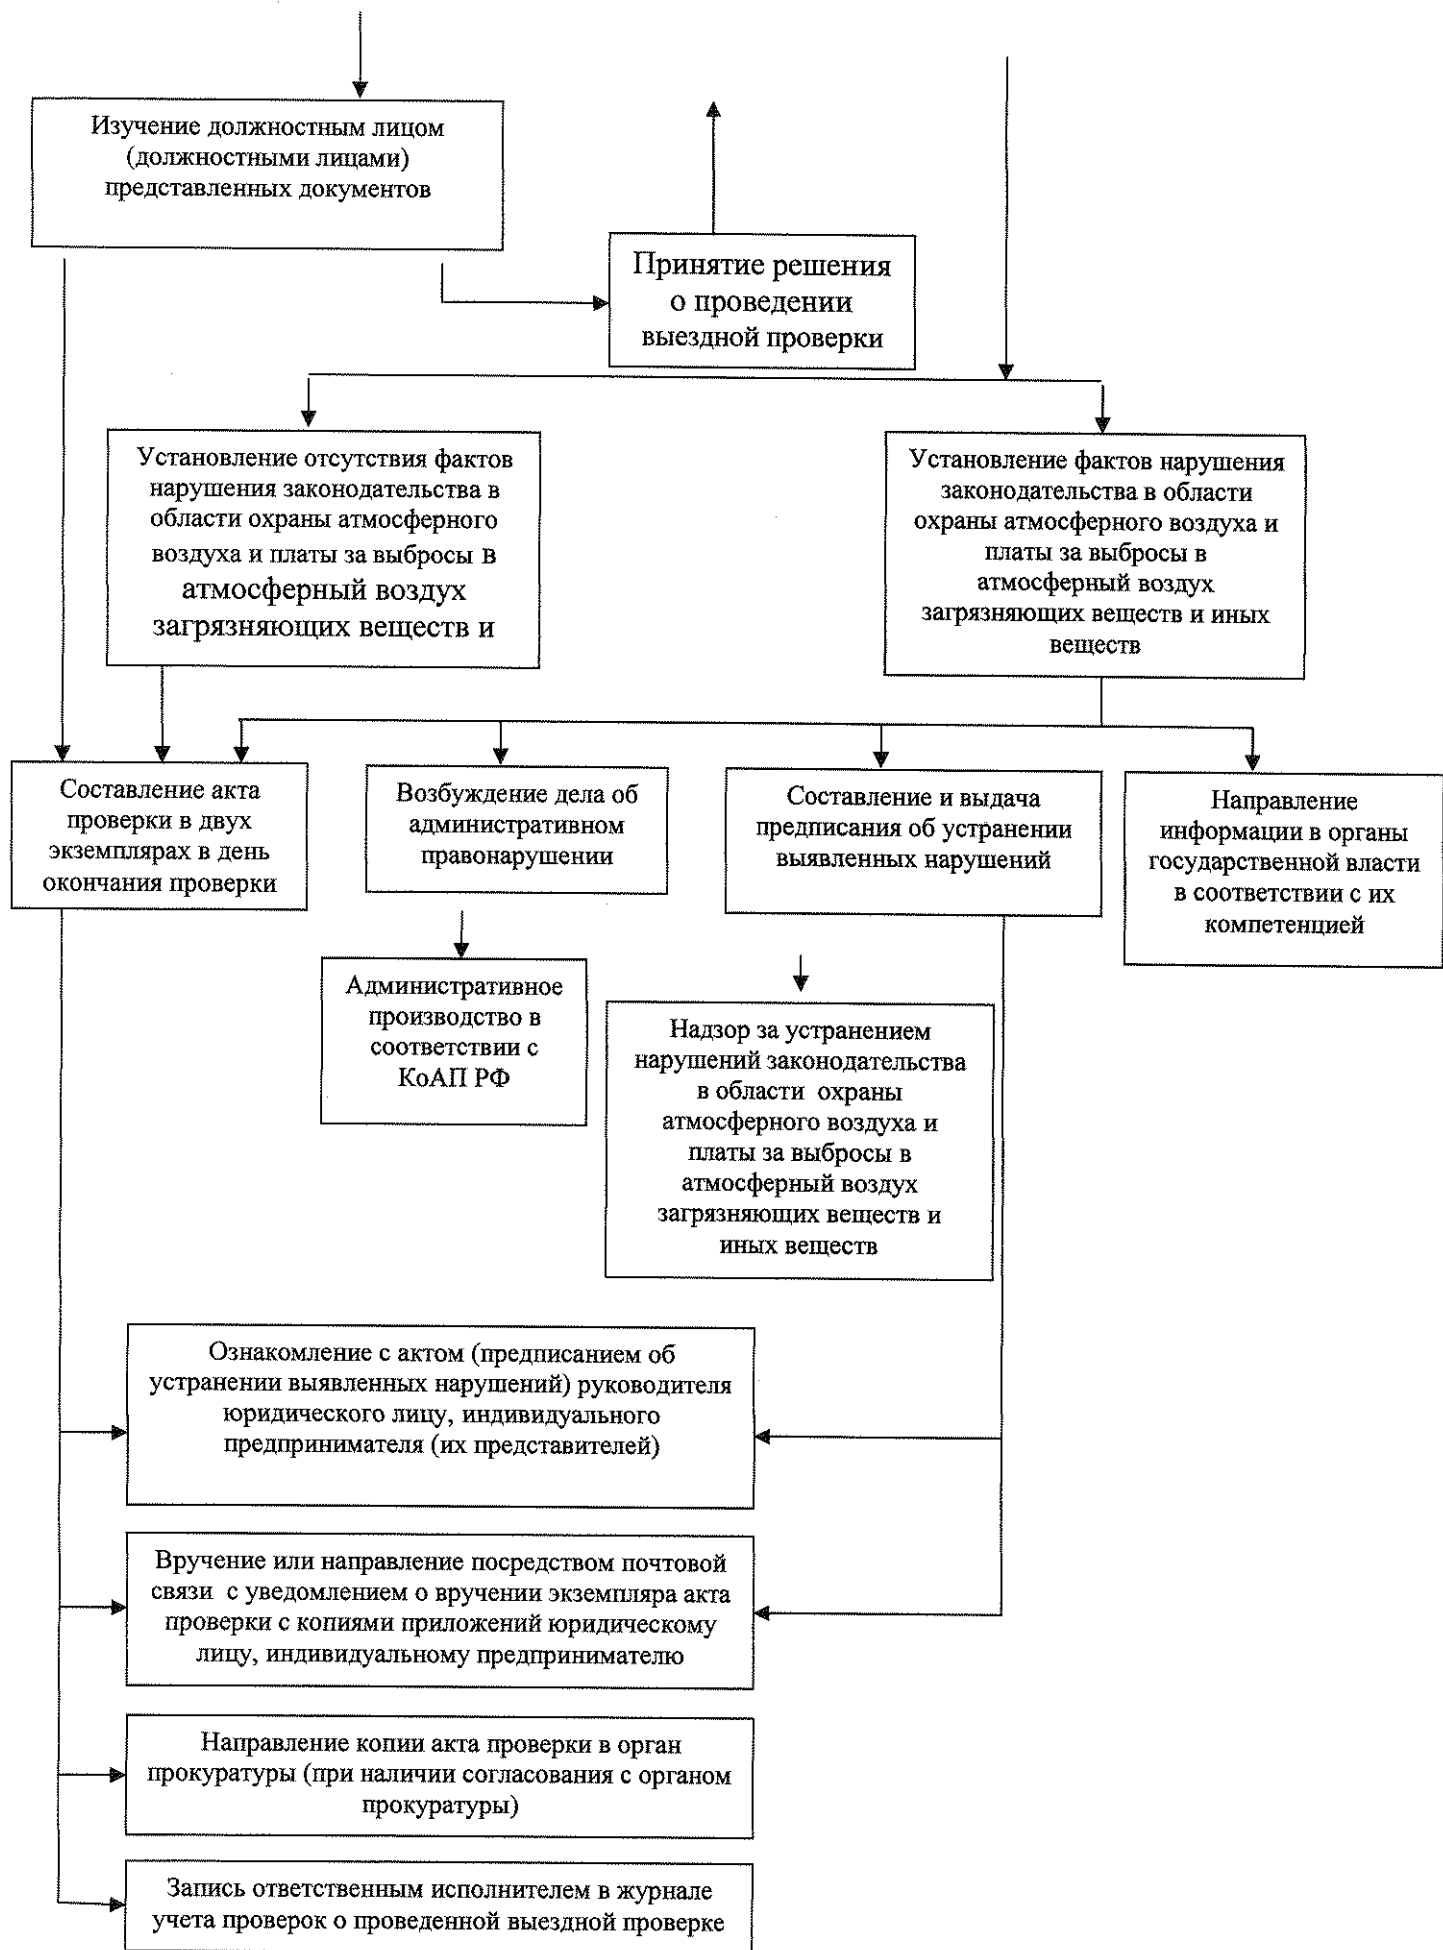 Изучение должностным лицом
(должностными лицами)
представленных документов
Принятие решения
о проведении
выездной проверки
Установление отсутствия фактов
нарушения законодательства в
области охраны атмосферного
воздуха и платы за выбросы в
атмосферный воздух
загрязняющих веществ и
Установление фактов нарушения
законодательства в области
охраны атмосферного воздуха и
платы за выбросы в
атмосферный воздух
загрязняющих веществ и иных
веществ
Составление акта
проверки в двух
экземплярах в день
окончания проверки
Возбуждение дела об
административном
правонарушении
Составление и выдача
предписания об устранении
выявленных нарушений
Направление
информации в органы
государственной власти
в соответствии с их
компетенцией
Административное
производство в
соответствии с
КоАП РФ
Надзор за устранением
нарушений законодательства
в области охраны
атмосферного воздуха и
платы за выбросы в
атмосферный воздух
загрязняющих веществ и
иных веществ
Ознакомление с актом (предписанием об
устранении выявленных нарушений) руководителя
юридического лицу, индивидуального
предпринимателя (их представителей)
Вручение или направление посредством почтовой
связи с уведомлением о вручении экземпляра акта
проверки с копиями приложений юридическому
лицу, индивидуальному предпринимателю
Направление копии акта проверки в орган
прокуратуры (при наличии согласования с органом
прокуратуры)
Запись ответственным исполнителем в журнале
учета проверок о проведенной выездной проверке